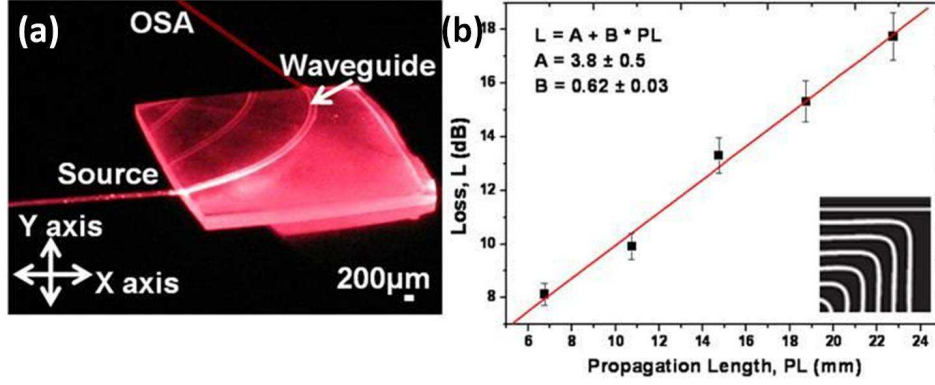 (a)
OSA
Waveguide
Source
Y axis
X axis
200μm
(b)
L = A + B * PL
A = 3.8 ± 0.5
B = 0.62 ± 0.03
Loss, L (dB)
18
16
14
12
10
8
6 8 10 12 14 16 18 20 22 24
Propagation Length, PL (mm)